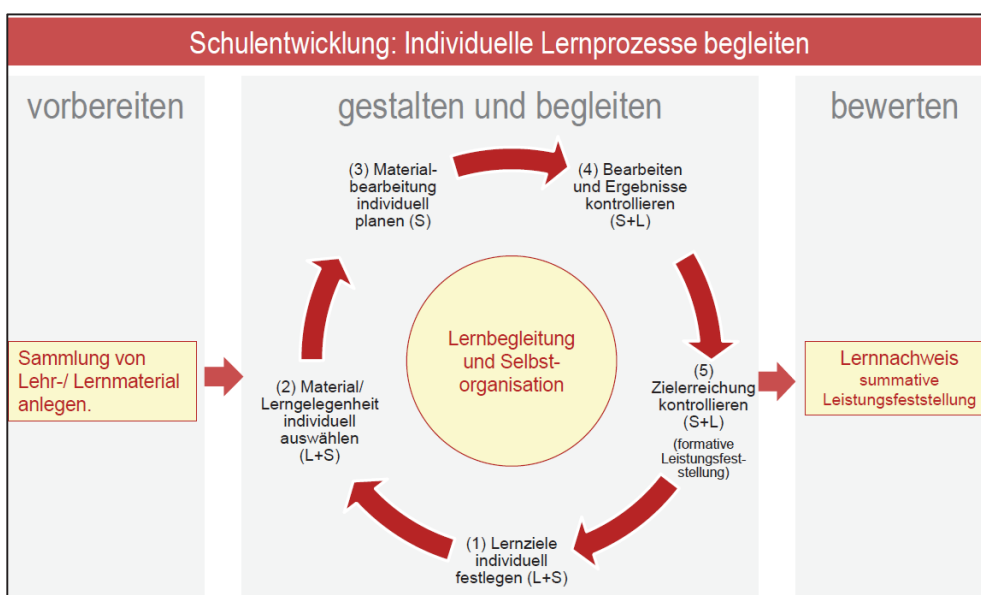 Schulentwicklung: Individuelle Lernprozesse begleiten
vorbereiten
Sammlung von
Lehr-/ Lernmaterial
anlegen.
gestalten und begleiten
(1) Lernziele
individuell
festlegen (L+S)
(2) Material/
Lerngelegenheit
individuell
auswählen
(L+S)
(3) Material-
bearbeitung
individuell
planen (S)
(4) Bearbeiten
und Ergebnisse
kontrollieren
(S+L)
(5)
Zielerreichung
kontrollieren
(S+L)
(formative
Leistungsfest-
stellung)
Lernbegleitung
und Selbst-
organisation
bewerten
Lernnachweis
summative
Leistungsfeststellung